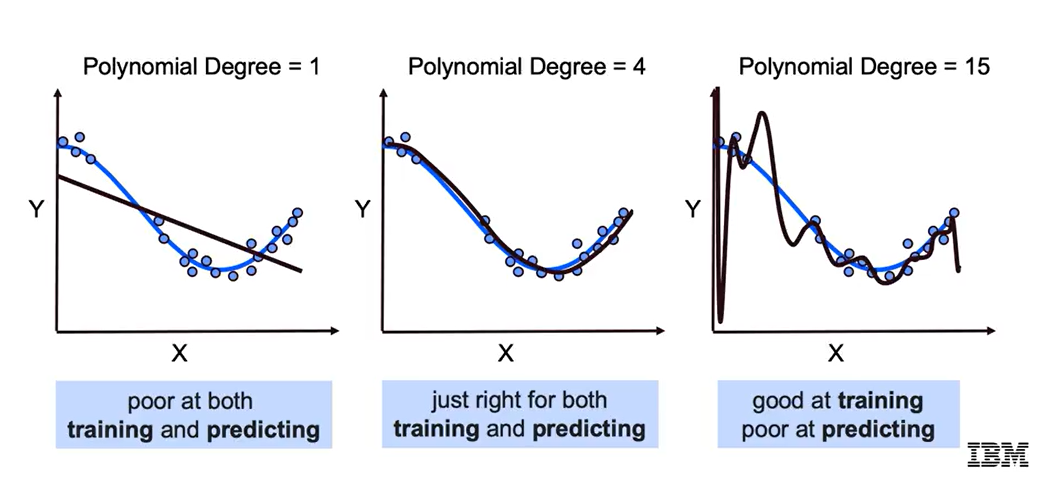 Polynomial Degree = 1
Y
X
poor at both
training and predicting
Polynomial Degree = 4
Y
X
just right for both
training and predicting
Polynomial Degree = 15
Y
X
good at training
poor at predicting
IBM